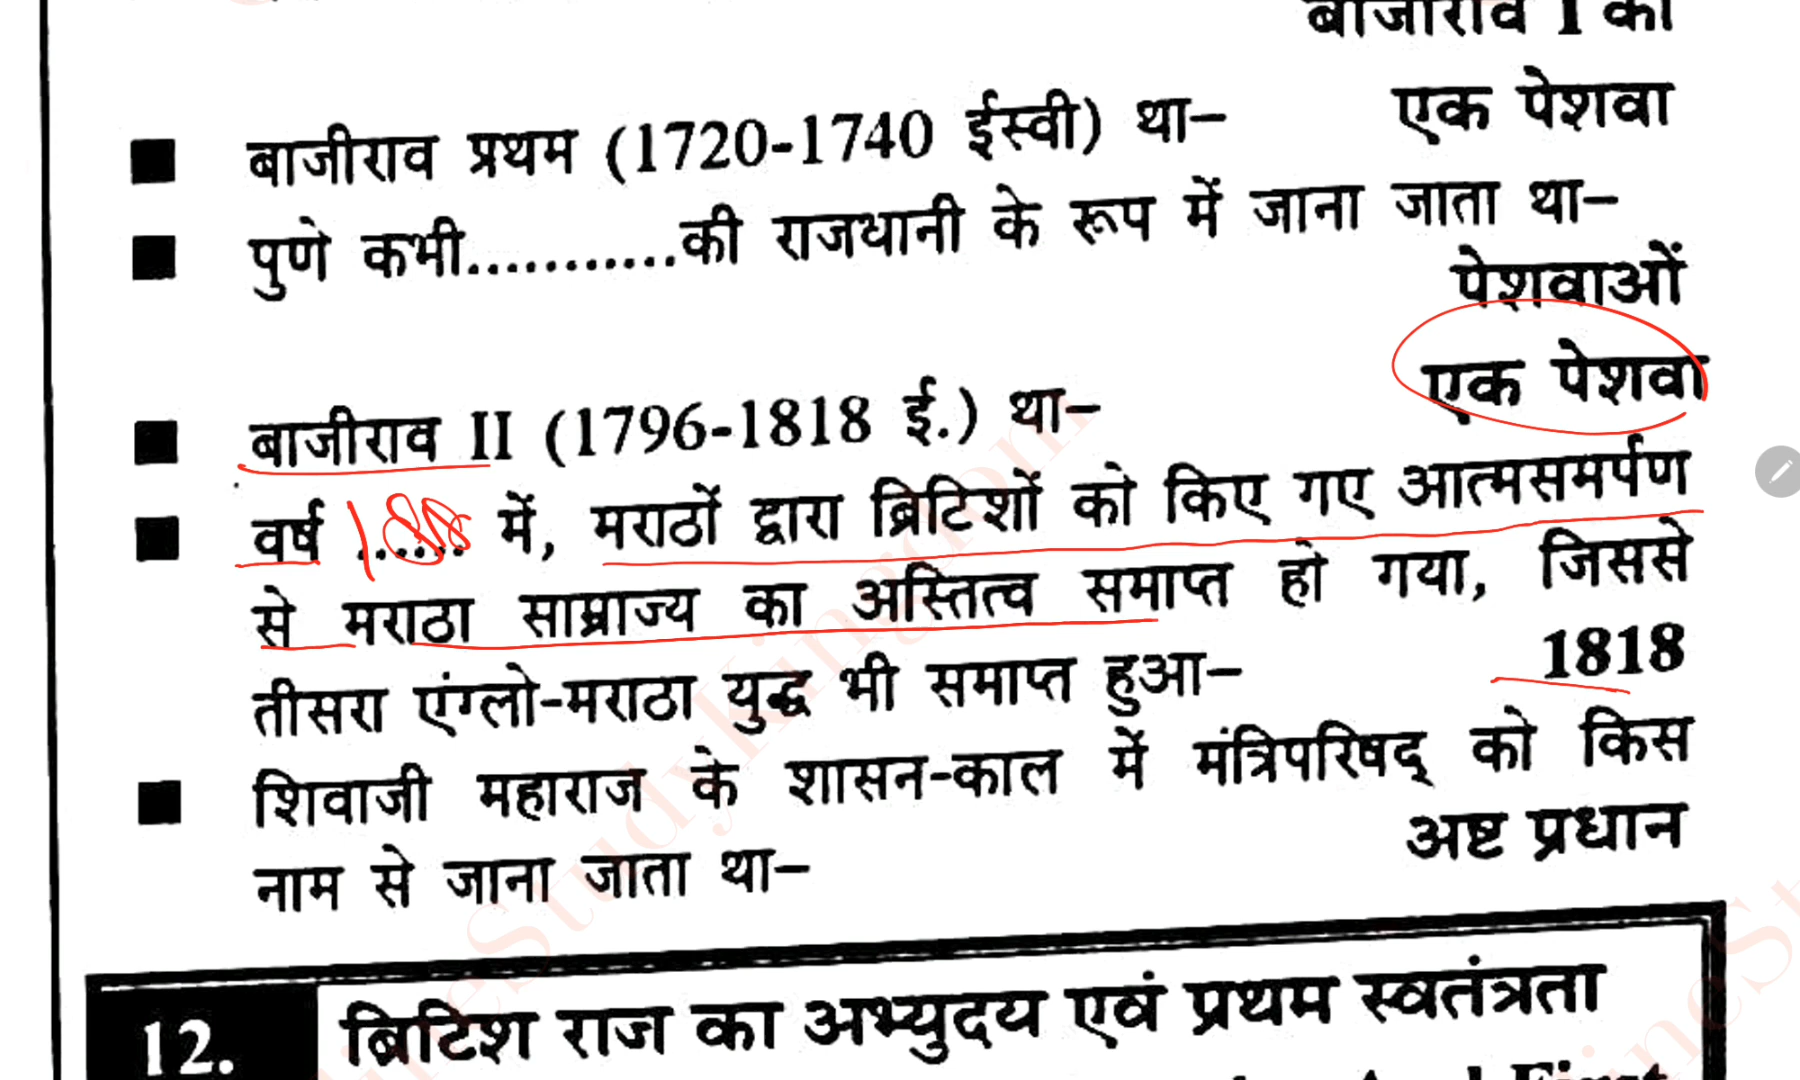 बाजीराव I को
बाजीराव प्रथम (1720-1740 ईस्वी) था– एक पेशवा
पुणे कभी...........की राजधानी के रूप में जाना जाता था–
पेशवाओं
बाजीराव II (1796-1818 ई.) था– एक पेशवा
वर्ष ...... में, मराठों द्वारा ब्रिटिशों को किए गए आत्मसमर्पण
से मराठा साम्राज्य का अस्तित्व समाप्त हो गया, जिससे
तीसरा एंग्लो-मराठा युद्ध भी समाप्त हुआ– 1818
शिवाजी महाराज के शासन-काल में मंत्रिपरिषद् को किस
नाम से जाना जाता था– अष्ट प्रधान
12. ब्रिटिश राज का अभ्युदय एवं प्रथम स्वतंत्रता
First